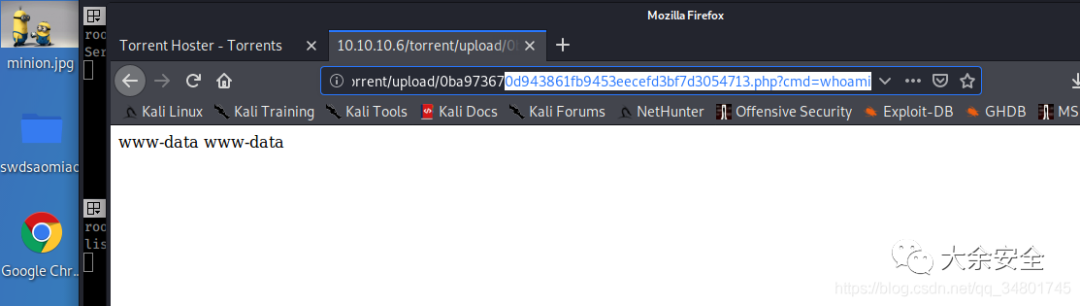 Mozilla Firefox
minion.jpg
swdsaomiac
Google Chr...
roo
Ser
roo
lis
Torrent Hoster - Torrents
10.10.10.6/torrent/upload/0
orrent/upload/0ba973670d943861fb9453eecefd3bf7d3054713.php?cmd=whoami
Kali Linux Kali Training Kali Tools Kali Docs Kali Forums NetHunter Offensive Security Exploit-DB GHDB MS
www-data www-data
大余安全
https://blog.csdn.net/qq_34801745